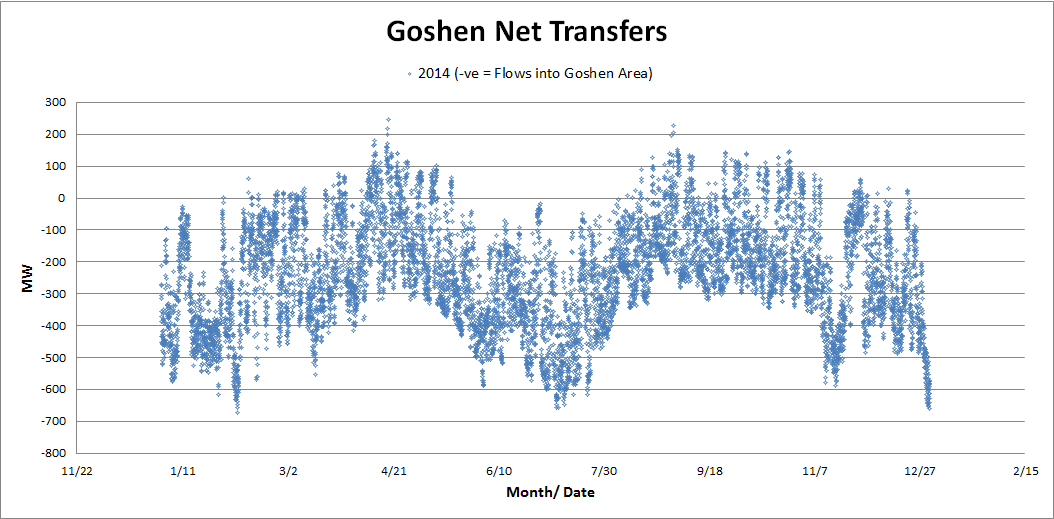 Goshen Net Transfers
2014 (-ve = Flows into Goshen Area)
300
200
100
0
-100
-200
-300
-400
-500
-600
-700
-800
MW
11/22 1/11 3/2 4/21 6/10 7/30 9/18 11/7 12/27 2/15
Month/ Date